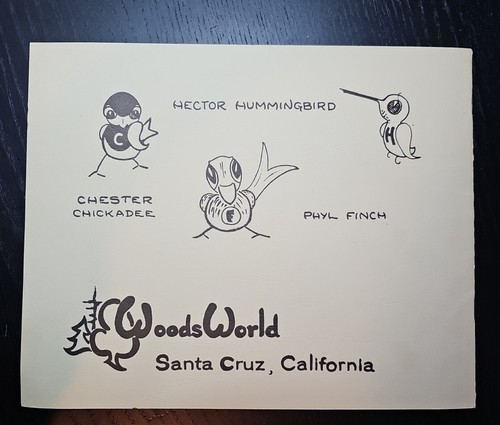 HECTOR HUMMINGBIRD
C
H
CHESTER
CHICKADEE
F
PHYL FINCH
WoodsWorld
Santa Cruz, California